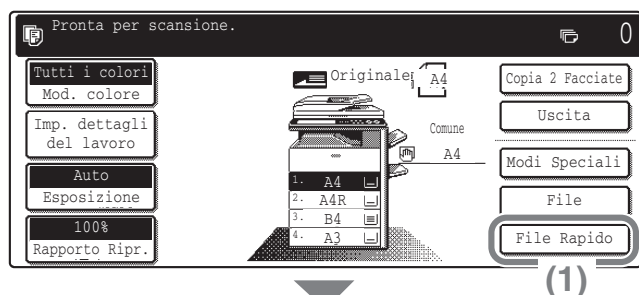 Pronta per scansione.
0
Tutti i colori
Mod. colore
Imp. dettagli
del lavoro
Auto
Esposizione
100%
Rapporto Ripr.
Originale
A4
Comune
A4
1. A4
2. A4R
3. B4
4. A3
Copia 2 Facciate
Uscita
Modi Speciali
File
File Rapido
(1)